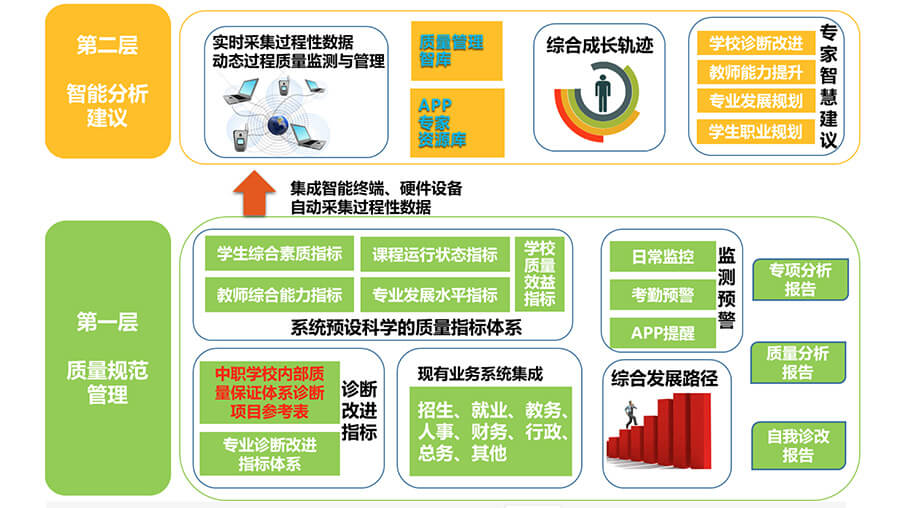 第二层
智能分析
建议
实时采集过程性数据
动态过程质量监测与管理
质量管理
智库
APP
专家
资源库
综合成长轨迹
学校诊断改进
教师能力提升
专业发展规划
学生职业规划
专家智慧建议
集成智能终端、硬件设备
自动采集过程性数据
第一层
质量规范
管理
学生综合素质指标
课程运行状态指标
教师综合能力指标
专业发展水平指标
学校
质量
效益
指标
系统预设科学的质量指标体系
日常监控
考勤预警
APP提醒
监测预警
专项分析
报告
质量分析
报告
自我诊改
报告
中职学校内部质
量保证体系诊断
项目参考表
专业诊断改进
指标体系
诊断
改进
指标
现有业务系统集成
招生、就业、教务、
人事、财务、行政、
总务、其他
综合发展路径